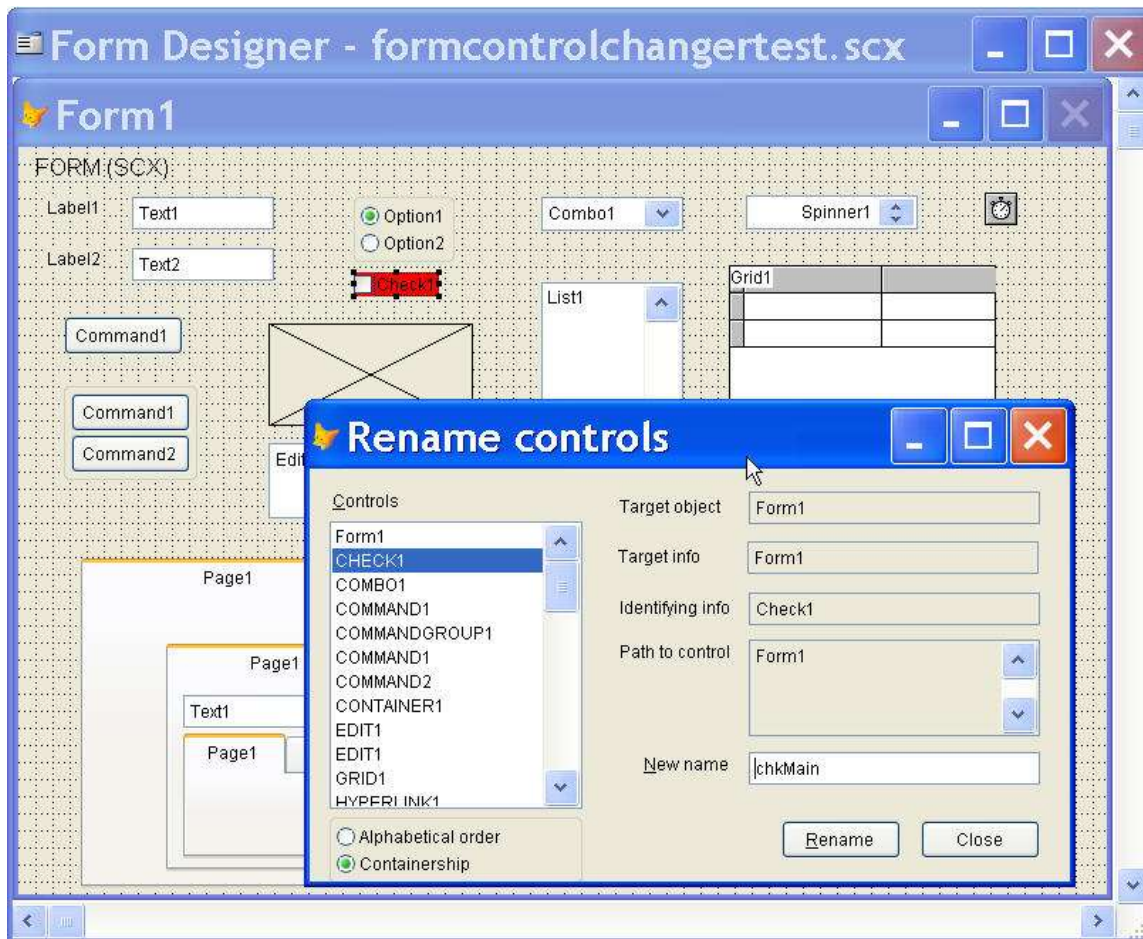 Form Designer - formcontrolchangertest.scx
Form1
FORM (SCX)
Label1 Text1 Option1 Combo1 Spinner1
Option2
Label2 Text2
Check1
Grid1
List1
Command1
Command1
Command2
Edit
Page1
Page1
Text1
Page1
Rename controls
Controls
Form1
CHECK1
COMBO1
COMMAND1
COMMANDGROUP1
COMMAND1
COMMAND2
CONTAINER1
EDIT1
EDIT1
GRID1
HYPERLINK1
Alphabetical order
Containership
Target object Form1
Target info Form1
Identifying info Check1
Path to control Form1
New name chkMain
Rename Close